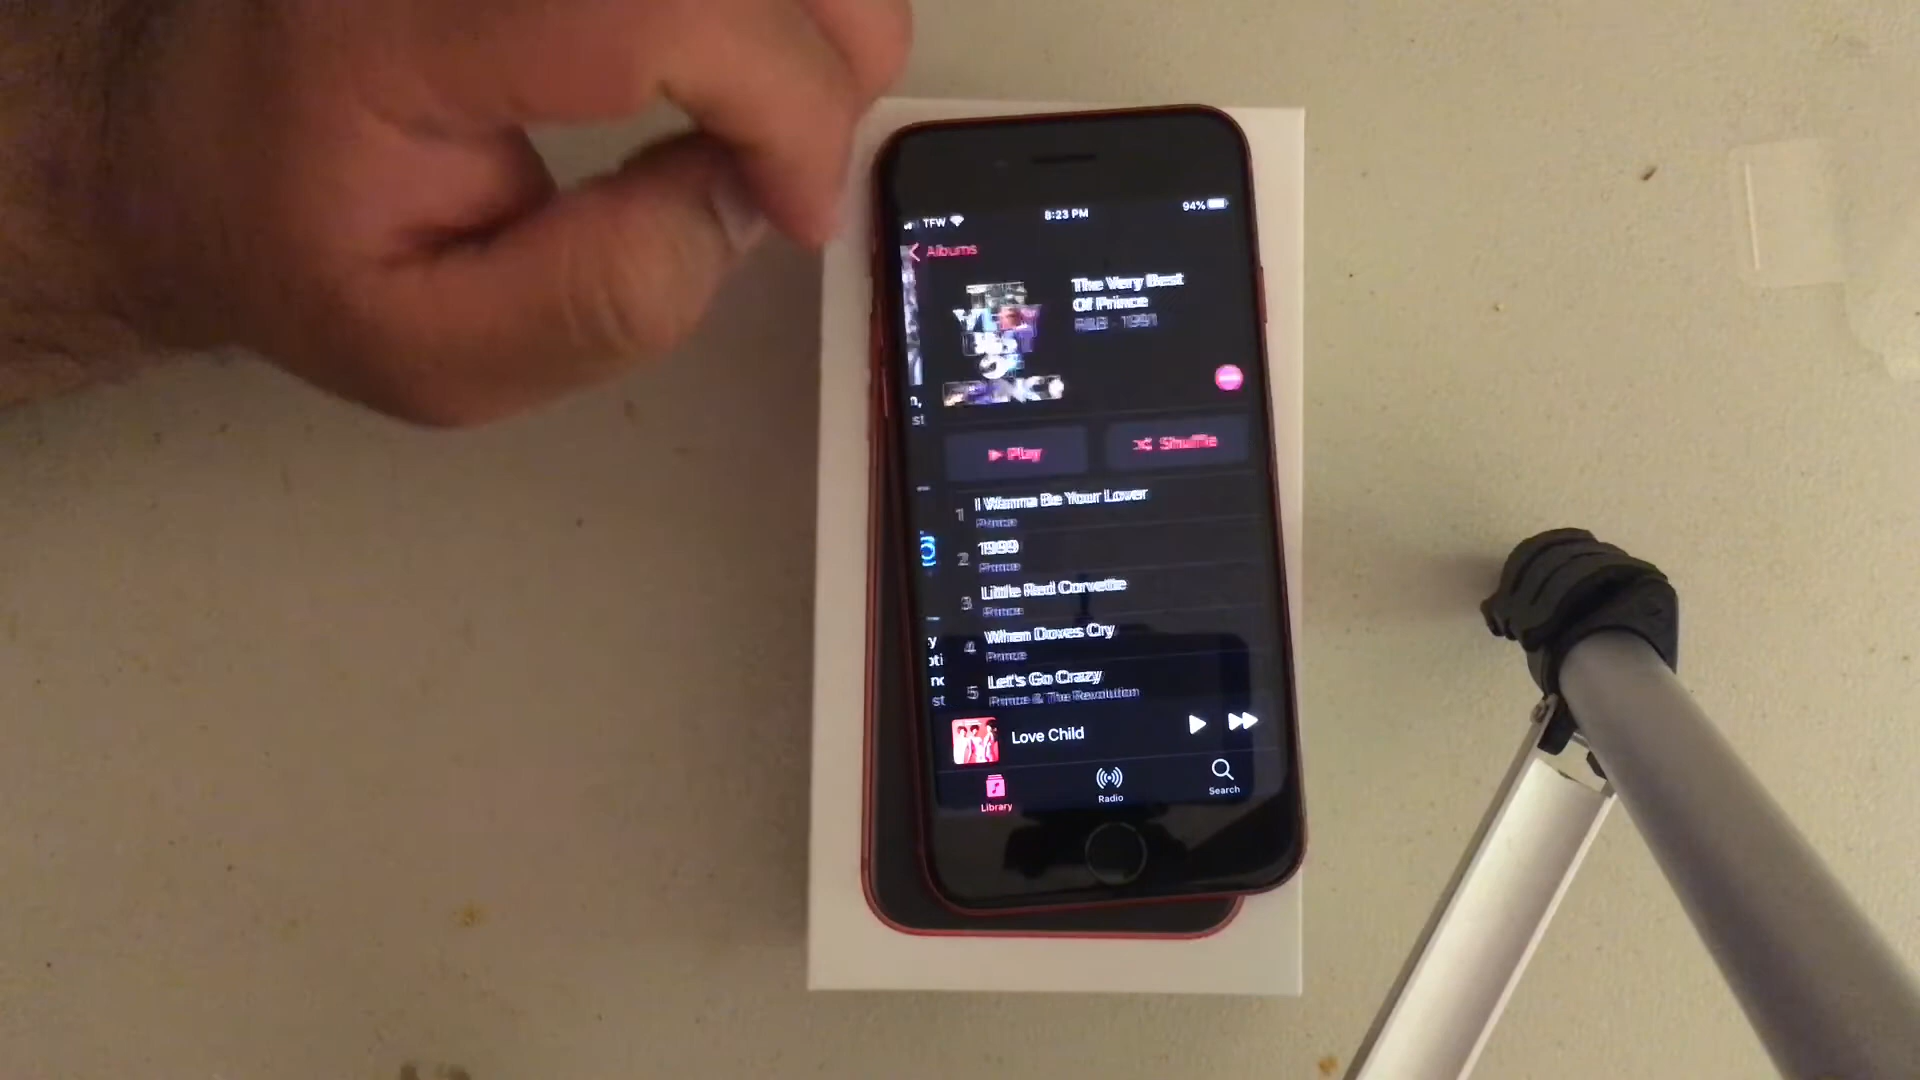 TFW 8:23 PM 94%
Albums
The Very Best
Of Prince
R&B · 1991
Play Shuffle
1 I Wanna Be Your Lover
Prince
2 1999
Prince
3 Little Red Corvette
Prince
4 When Doves Cry
Prince
5 Let's Go Crazy
Prince & The Revolution
Love Child
Library Radio Search